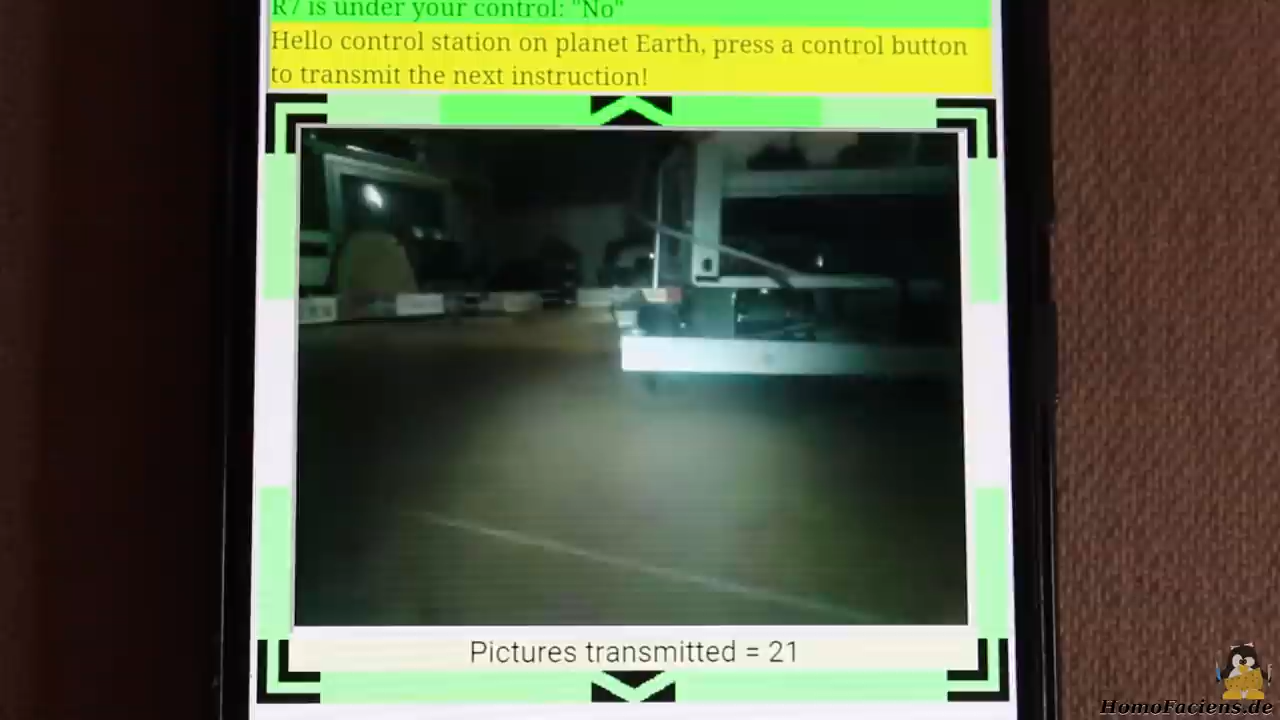 R7 is under your control: "No"
Hello control station on planet Earth, press a control button
to transmit the next instruction!
Pictures transmitted = 21
HomoFaciens.de